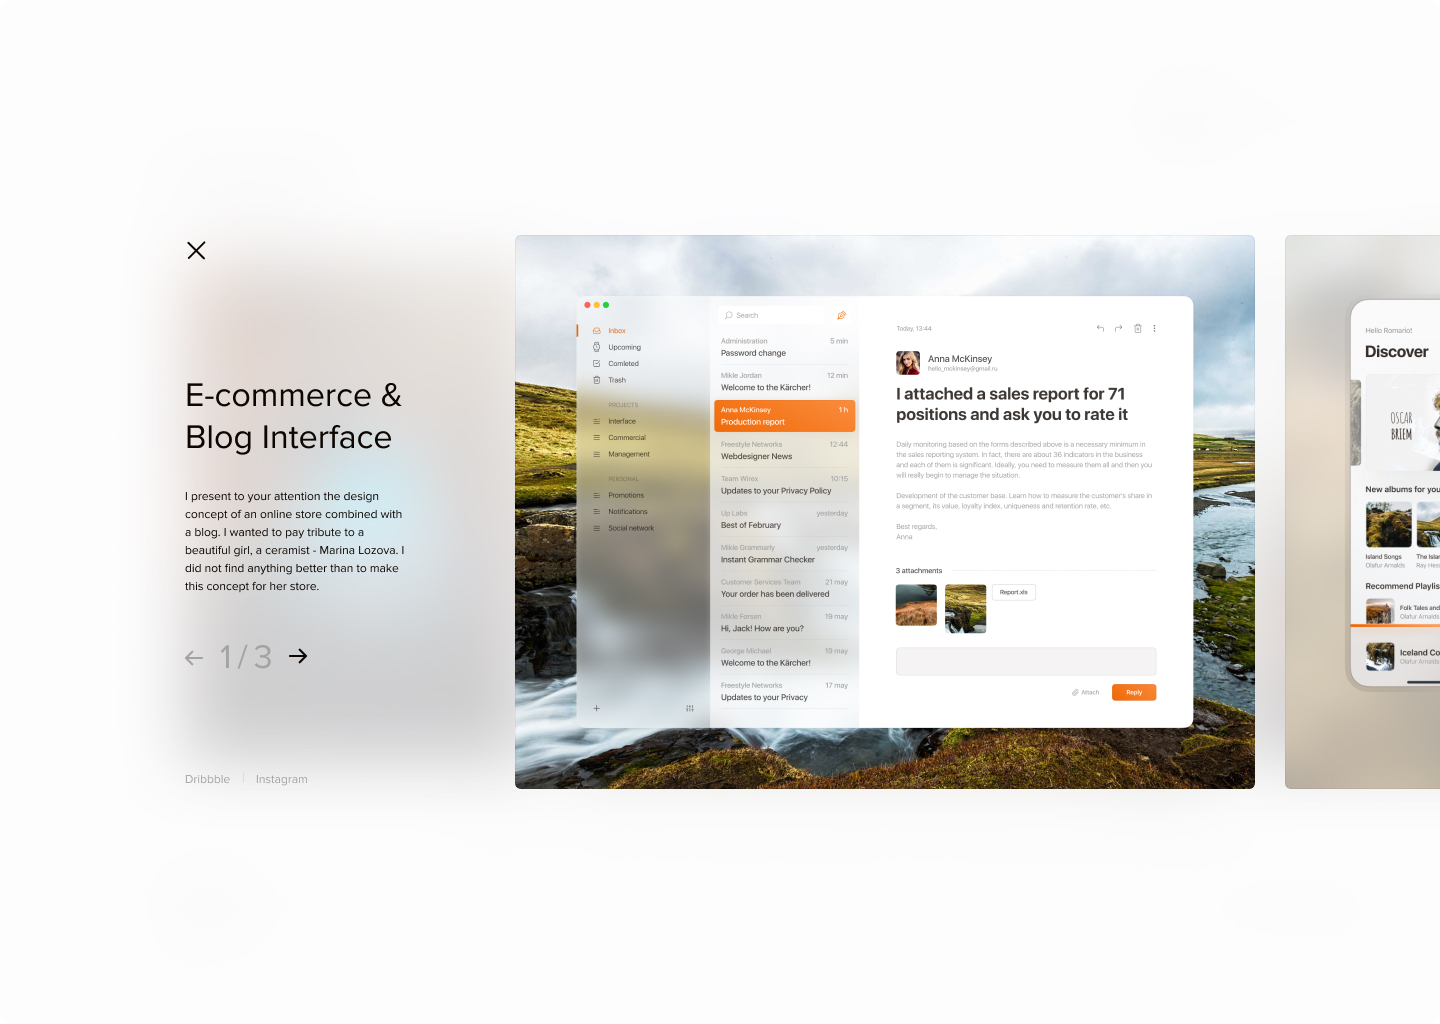 E-commerce &
Blog Interface
I present to your attention the design
concept of an online store combined with
a blog. I wanted to pay tribute to a
beautiful girl, a ceramist - Marina Lozova. I
did not find anything better than to make
this concept for her store.
1/3
Dribbble
Instagram
Inbox
Upcoming
Comleted
Trash
PROJECTS
Interface
Commercial
Management
PERSONAL
Promotions
Notifications
Social network
Search
Administration 5 min
Password change
Mikle Jordan 12 min
Welcome to the Kärcher!
Anna McKinsey 1 h
Production report
Freestyle Networks 12:44
Webdesigner News
Team Wirex 10:15
Updates to your Privacy Policy
Up Labs yesterday
Best of February
Mikle Grammarly yesterday
Instant Grammar Checker
Customer Services Team 21 may
Your order has been delivered
Mikle Forsen 19 may
Hi, Jack! How are you?
George Michael 19 may
Welcome to the Kärcher!
Freestyle Networks 17 may
Updates to your Privacy
Today, 13:44
Anna McKinsey
hello_mckinsey@gmail.ru
I attached a sales report for 71
positions and ask you to rate it
Daily monitoring based on the forms described above is a necessary minimum in
the sales reporting system. In fact, there are about 36 indicators in the business
and each of them is significant. Ideally, you need to measure them all and then you
will really begin to manage the situation.
Development of the customer base. Learn how to measure the customer's share in
a segment, its value, loyalty index, uniqueness and retention rate, etc.
Best regards,
Anna
3 attachments
Report.xls
Attach
Reply
Hello Romario!
Discover
OSCAR
BRIEM
New albums for you
Island Songs
Olafur Arnalds
The Islan
Ray Hess
Recommend Playlis
Folk Tales and
Olafur Arnalds
Iceland Co
Olafur Arnalds